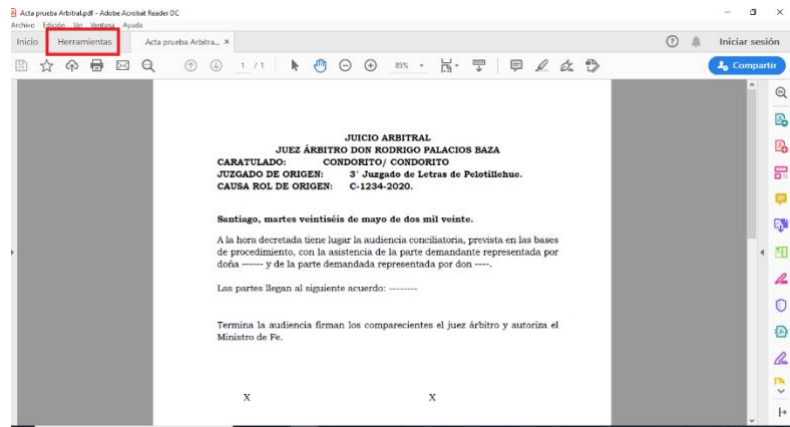 Acta prueba Arbitral.pdf - Adobe Acrobat Reader DC
Archivo Edición Ver Ventana Ayuda
Inicio Herramientas Acta prueba Arbitra... × Iniciar sesión
1 / 1 85% Compartir
JUICIO ARBITRAL
JUEZ ÁRBITRO DON RODRIGO PALACIOS BAZA
CARATULADO: CONDORITO/ CONDORITO
JUZGADO DE ORIGEN: 3° Juzgado de Letras de Pelotillehue.
CAUSA ROL DE ORIGEN: C-1234-2020.
Santiago, martes veintiséis de mayo de dos mil veinte.
A la hora decretada tiene lugar la audiencia conciliatoria, prevista en las bases
de procedimiento, con la asistencia de la parte demandante representada por
doña ------ y de la parte demandada representada por don ----.
Las partes llegan al siguiente acuerdo: --------
Termina la audiencia firman los comparecientes el juez árbitro y autoriza el
Ministro de Fe.
X X